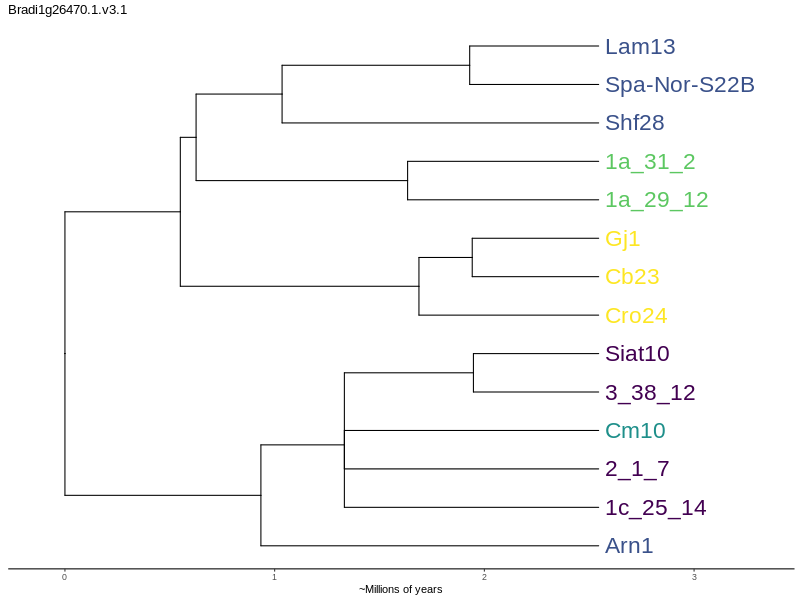 Bradi1g26470.1.v3.1
Lam13
Spa-Nor-S22B
Shf28
1a_31_2
1a_29_12
Gj1
Cb23
Cro24
Siat10
3_38_12
Cm10
2_1_7
1c_25_14
Arn1
0 1 2 3
~Millions of years